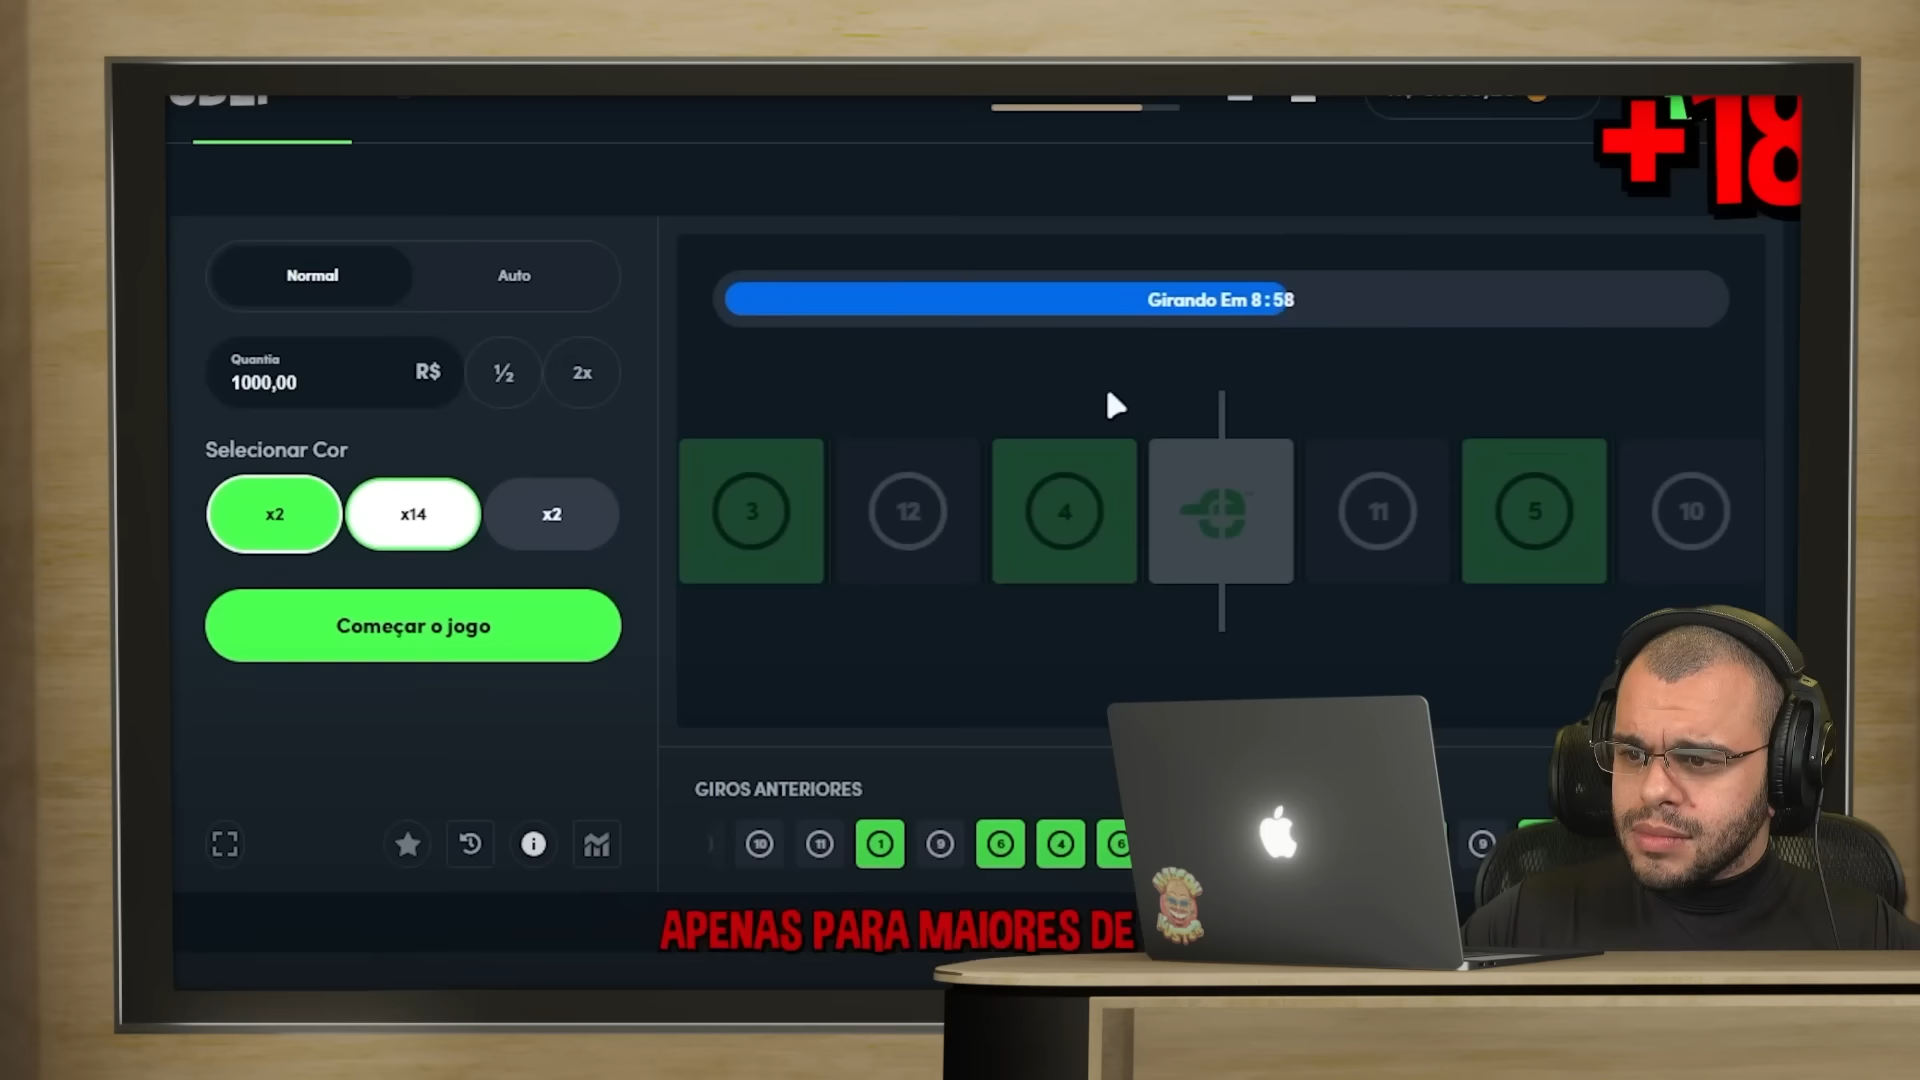 +18
Normal
Auto
Girando Em 8:58
Quantia
1000,00
R$
½
2x
Selecionar Cor
x2
x14
x2
3
12
4
11
5
10
Começar o jogo
GIROS ANTERIORES
10
11
1
9
6
4
6
9
APENAS PARA MAIORES DE